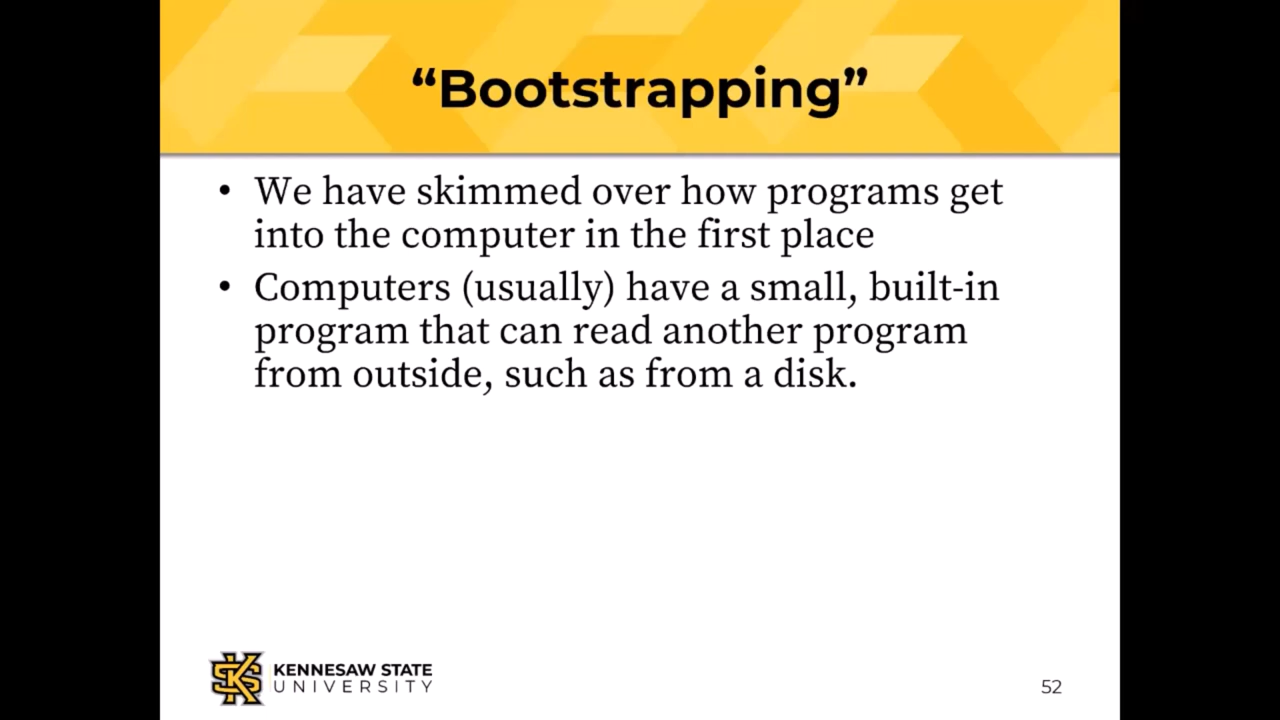 “Bootstrapping”
• We have skimmed over how programs get
into the computer in the first place
• Computers (usually) have a small, built-in
program that can read another program
from outside, such as from a disk.
KENNESAW STATE
UNIVERSITY
52